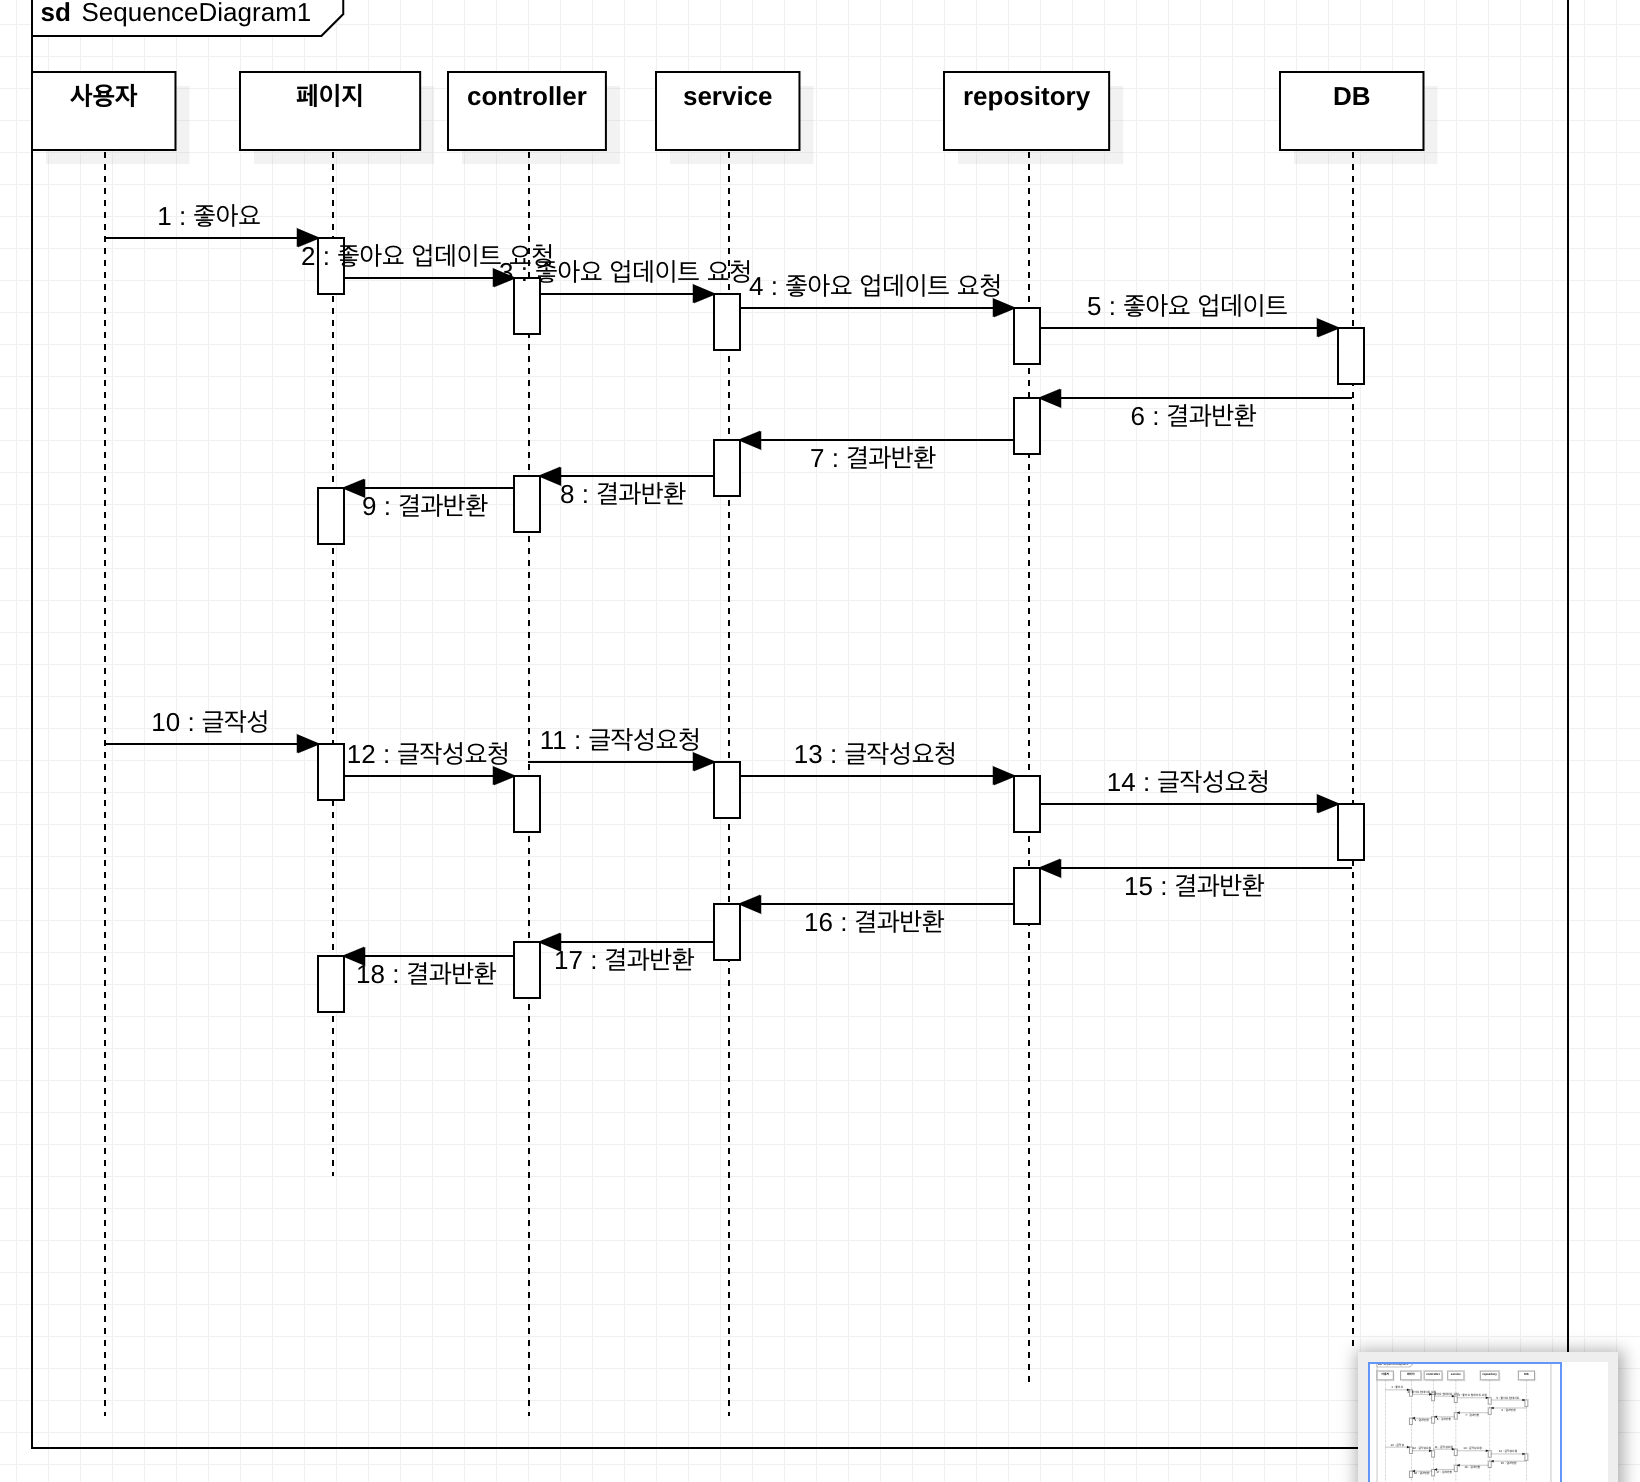 sd SequenceDiagram1
사용자
페이지
controller
service
repository
DB
1 : 좋아요
2 : 좋아요 업데이트 요청
3 : 좋아요 업데이트 요청
4 : 좋아요 업데이트 요청
5 : 좋아요 업데이트
6 : 결과반환
7 : 결과반환
8 : 결과반환
9 : 결과반환
10 : 글작성
12 : 글작성요청
11 : 글작성요청
13 : 글작성요청
14 : 글작성요청
15 : 결과반환
16 : 결과반환
17 : 결과반환
18 : 결과반환